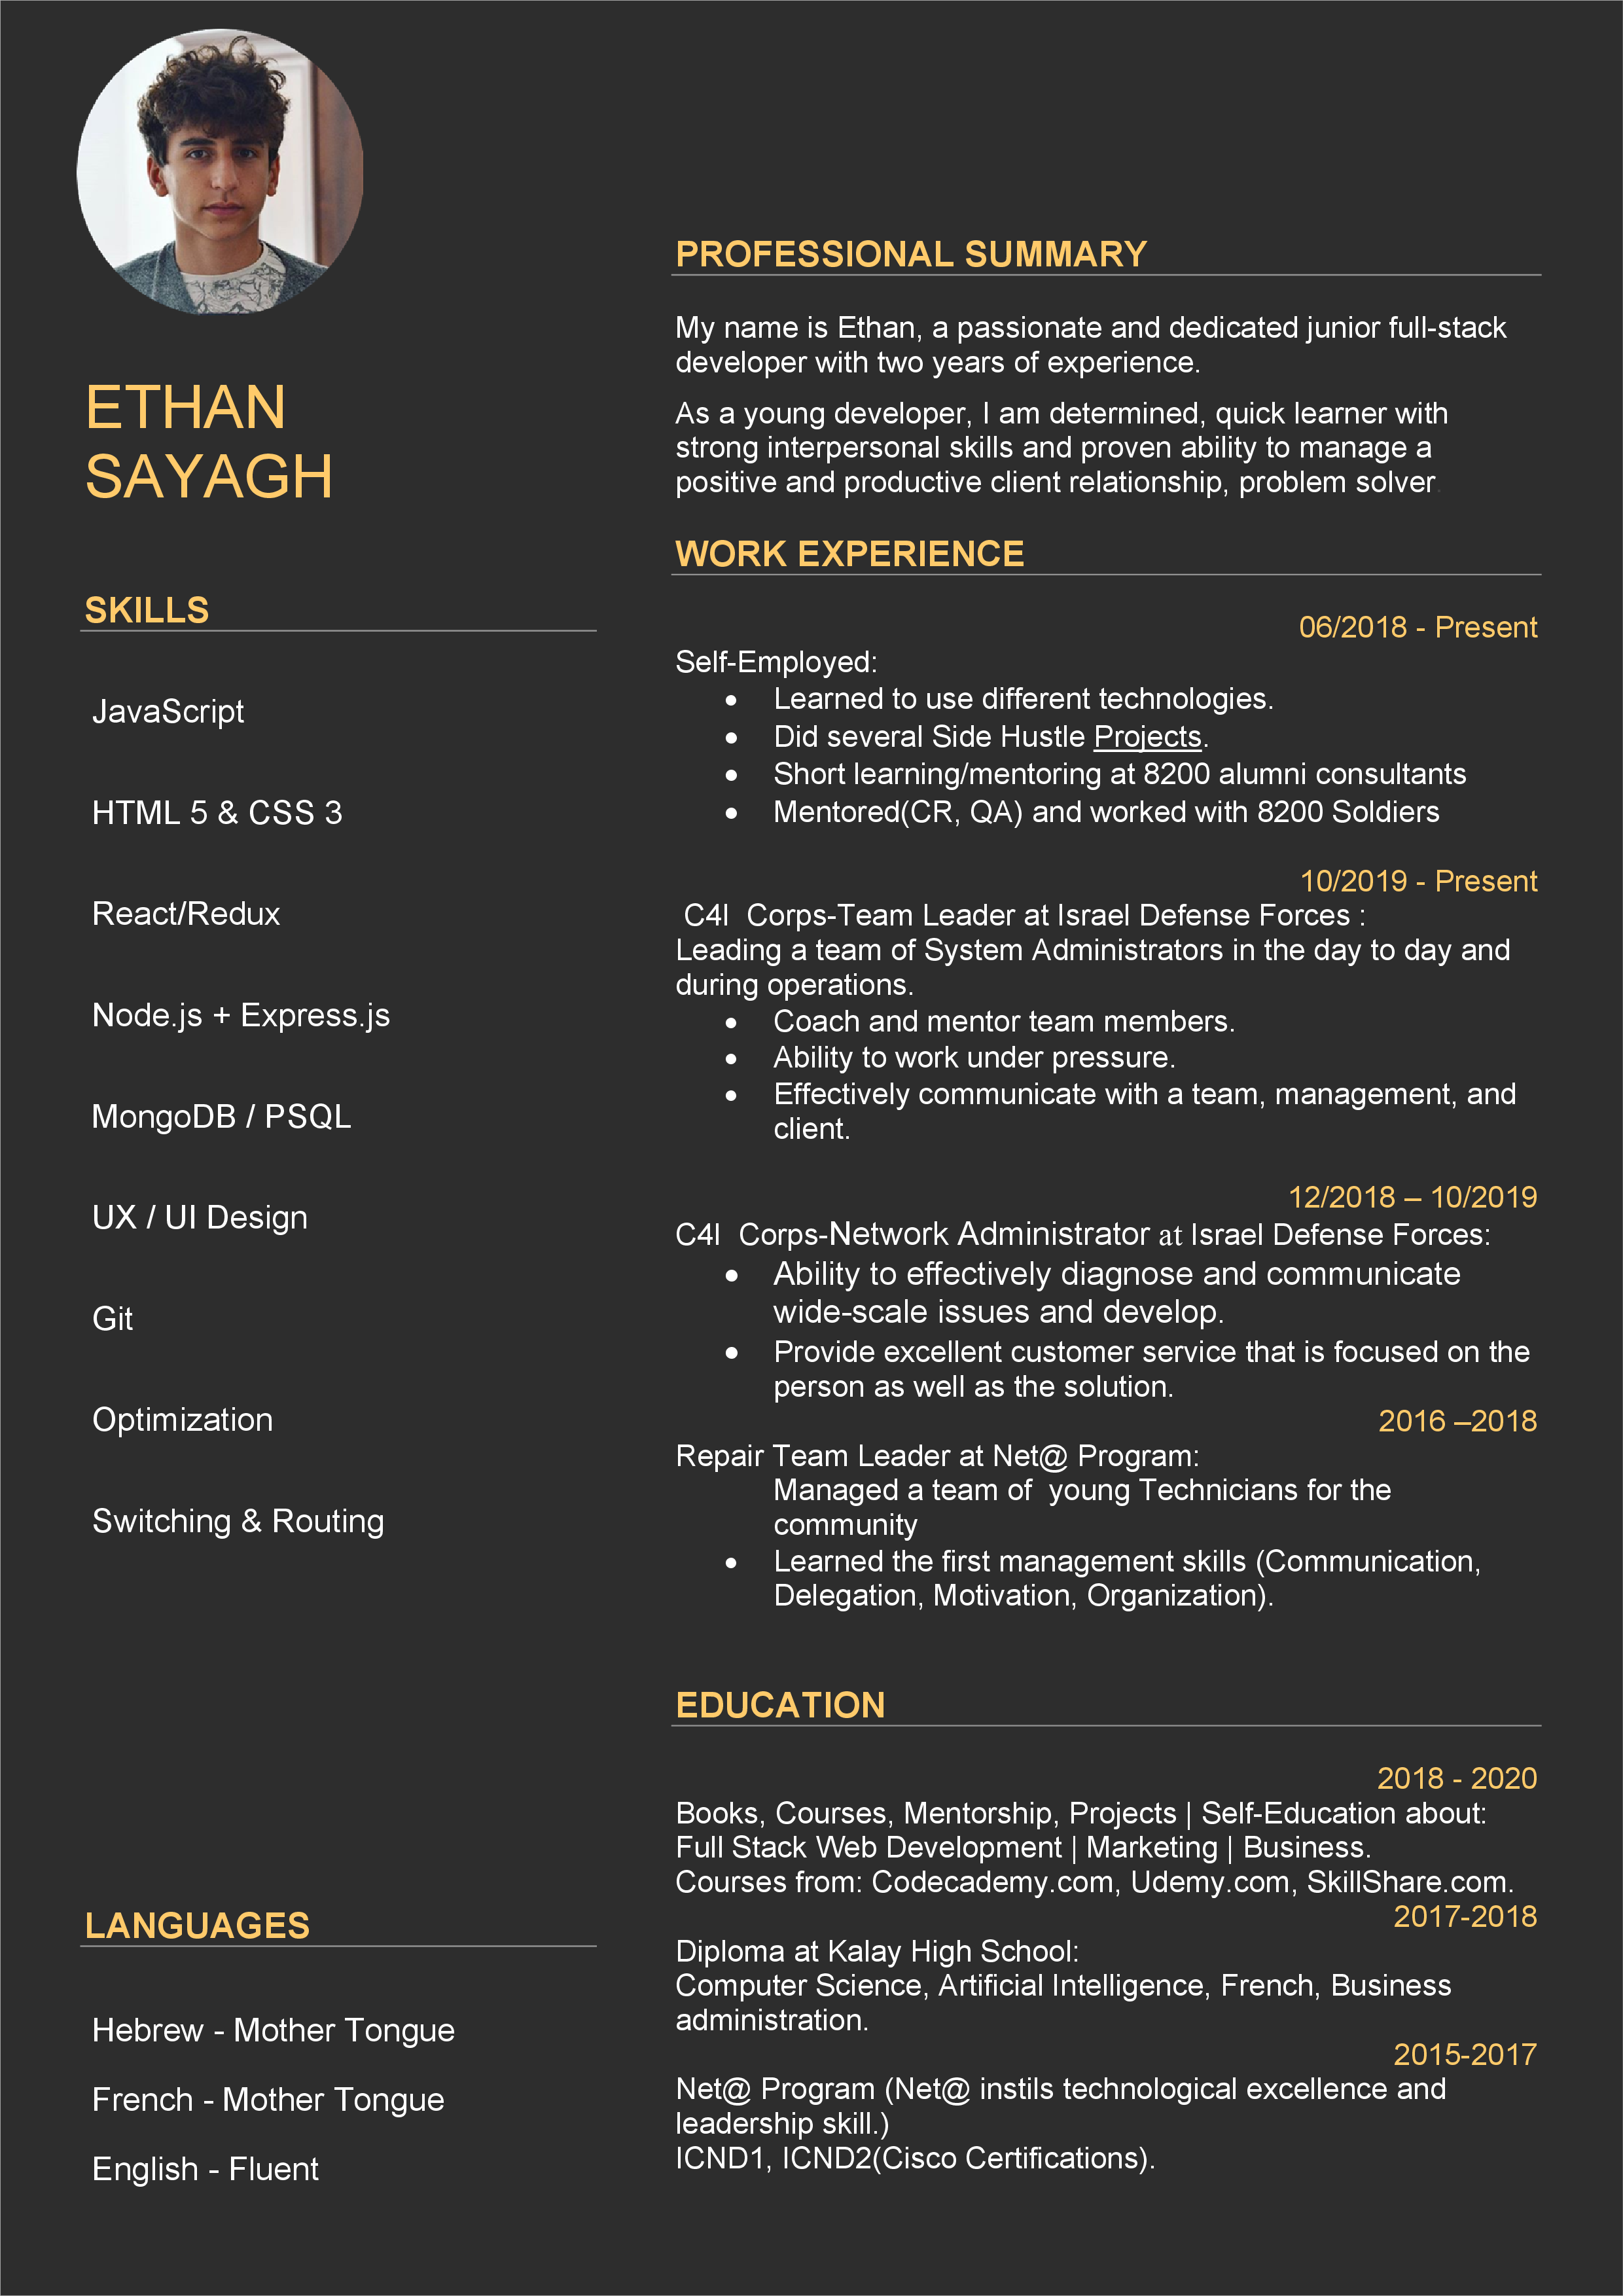 ETHAN
SAYAGH
SKILLS
JavaScript
HTML 5 & CSS 3
React/Redux
Node.js + Express.js
MongoDB / PSQL
UX / UI Design
Git
Optimization
Switching & Routing
LANGUAGES
Hebrew - Mother Tongue
French - Mother Tongue
English - Fluent
PROFESSIONAL SUMMARY
My name is Ethan, a passionate and dedicated junior full-stack
developer with two years of experience.
As a young developer, I am determined, quick learner with
strong interpersonal skills and proven ability to manage a
positive and productive client relationship, problem solver.
WORK EXPERIENCE
06/2018 - Present
Self-Employed:
• Learned to use different technologies.
• Did several Side Hustle Projects.
• Short learning/mentoring at 8200 alumni consultants
• Mentored(CR, QA) and worked with 8200 Soldiers
10/2019 - Present
C4I Corps-Team Leader at Israel Defense Forces :
Leading a team of System Administrators in the day to day and
during operations.
• Coach and mentor team members.
• Ability to work under pressure.
• Effectively communicate with a team, management, and
client.
12/2018 – 10/2019
C4I Corps-Network Administrator at Israel Defense Forces:
• Ability to effectively diagnose and communicate
wide-scale issues and develop.
• Provide excellent customer service that is focused on the
person as well as the solution.
2016 –2018
Repair Team Leader at Net@ Program:
Managed a team of young Technicians for the
community
• Learned the first management skills (Communication,
Delegation, Motivation, Organization).
EDUCATION
2018 - 2020
Books, Courses, Mentorship, Projects | Self-Education about:
Full Stack Web Development | Marketing | Business.
Courses from: Codecademy.com, Udemy.com, SkillShare.com.
2017-2018
Diploma at Kalay High School:
Computer Science, Artificial Intelligence, French, Business
administration.
2015-2017
Net@ Program (Net@ instils technological excellence and
leadership skill.)
ICND1, ICND2(Cisco Certifications).